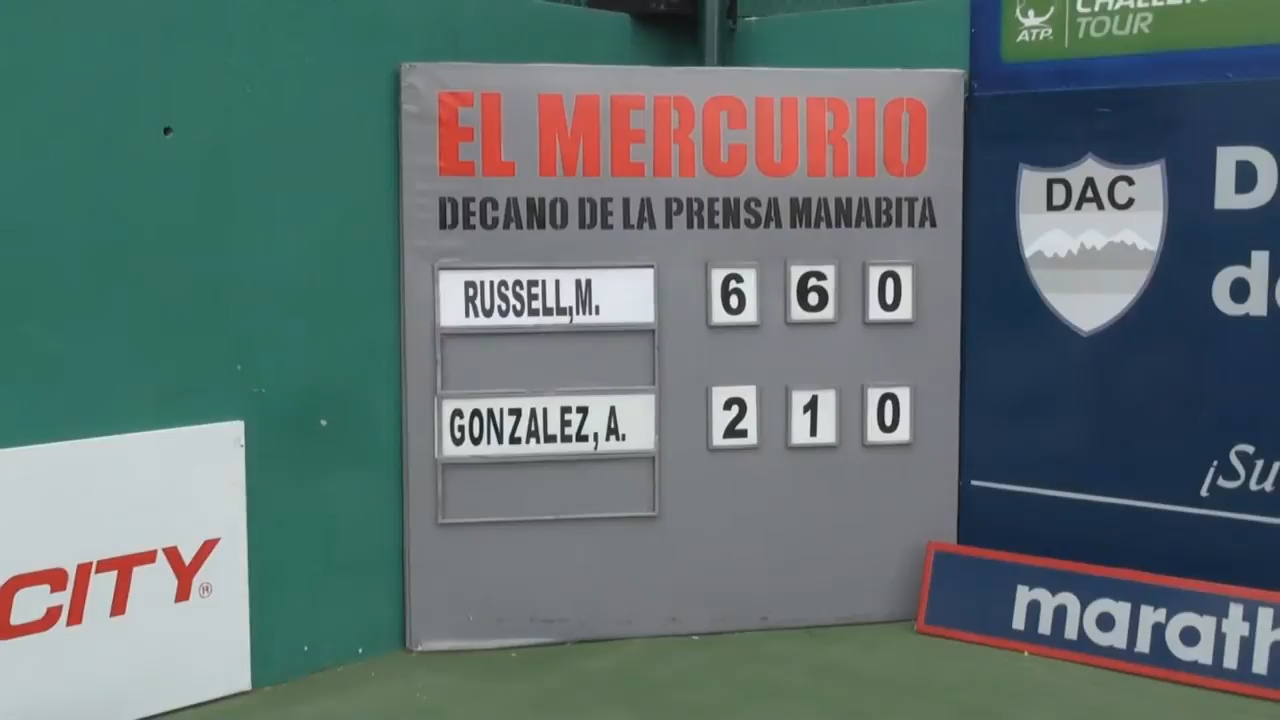 ATP
TOUR
EL MERCURIO
DECANO DE LA PRENSA MANABITA
RUSSELL,M. 6 6 0
GONZALEZ, A. 2 1 0
DAC
CITY®